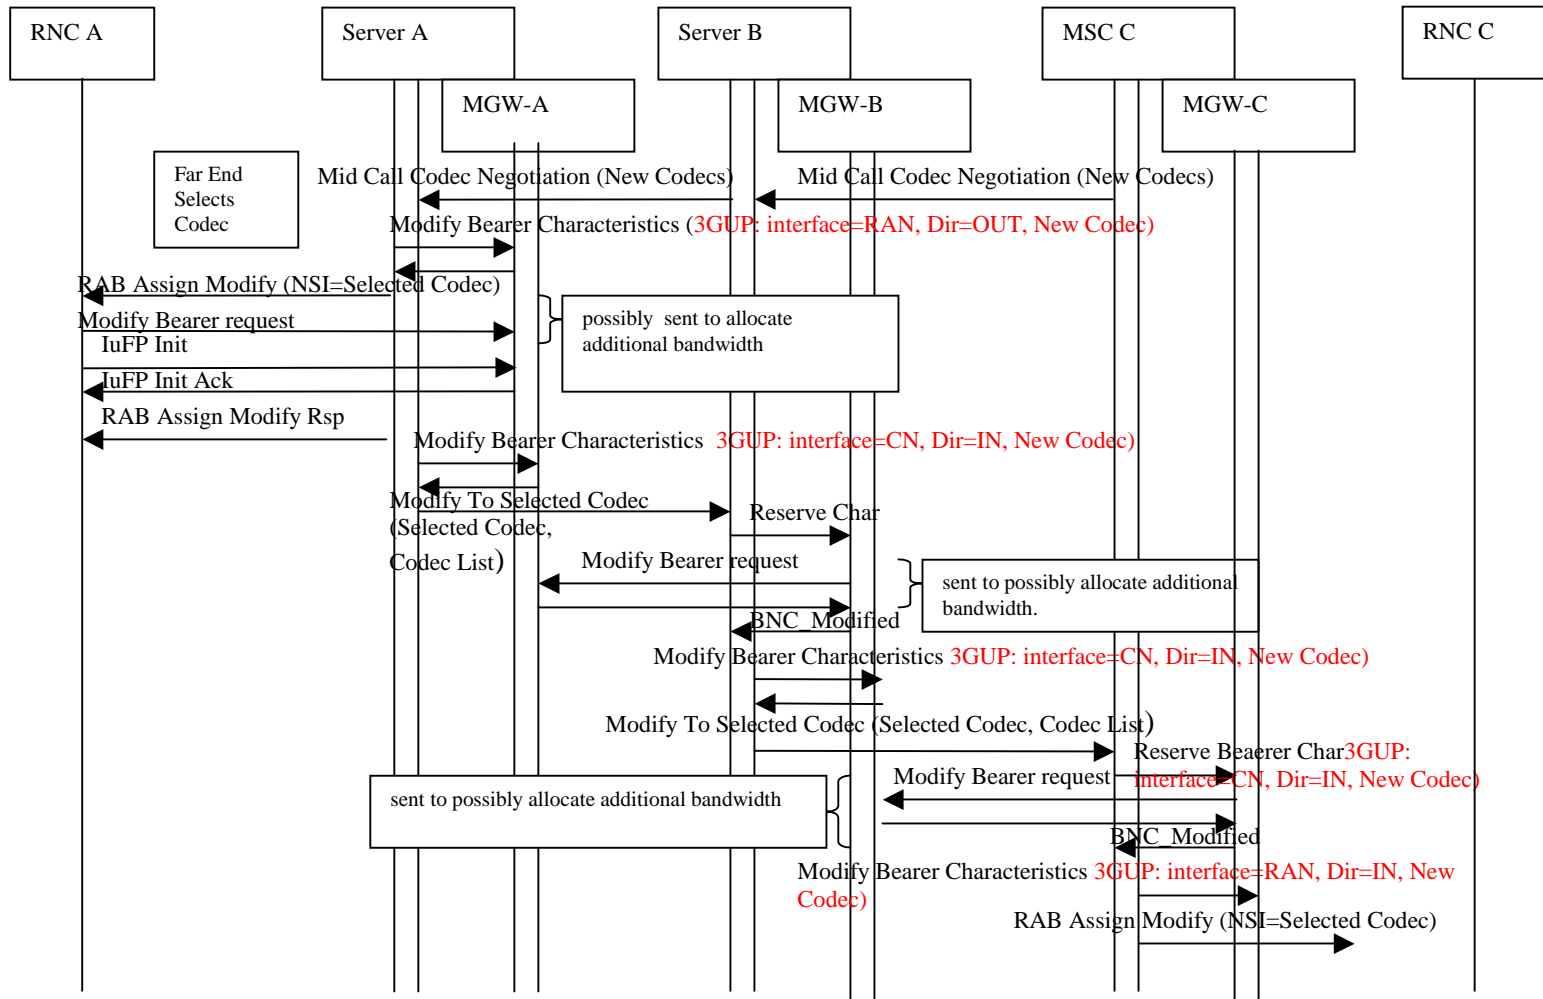 RNC A
Server A
Server B
MSC C
RNC C
MGW-A
MGW-B
MGW-C
Far End
Selects
Codec
Mid Call Codec Negotiation (New Codecs)
Mid Call Codec Negotiation (New Codecs)
Modify Bearer Characteristics (3GUP: interface=RAN, Dir=OUT, New Codec)
RAB Assign Modify (NSI=Selected Codec)
Modify Bearer request
possibly sent to allocate
additional bandwidth
IuFP Init
IuFP Init Ack
RAB Assign Modify Rsp
Modify Bearer Characteristics 3GUP: interface=CN, Dir=IN, New Codec)
Modify To Selected Codec
(Selected Codec,
Codec List)
Reserve Char
Modify Bearer request
sent to possibly allocate additional
bandwidth.
BNC_Modified
Modify Bearer Characteristics 3GUP: interface=CN, Dir=IN, New Codec)
Modify To Selected Codec (Selected Codec, Codec List)
Reserve Beaerer Char3GUP:
interface=CN, Dir=IN, New Codec)
Modify Bearer request
sent to possibly allocate additional bandwidth
BNC_Modified
Modify Bearer Characteristics 3GUP: interface=RAN, Dir=IN, New
Codec)
RAB Assign Modify (NSI=Selected Codec)